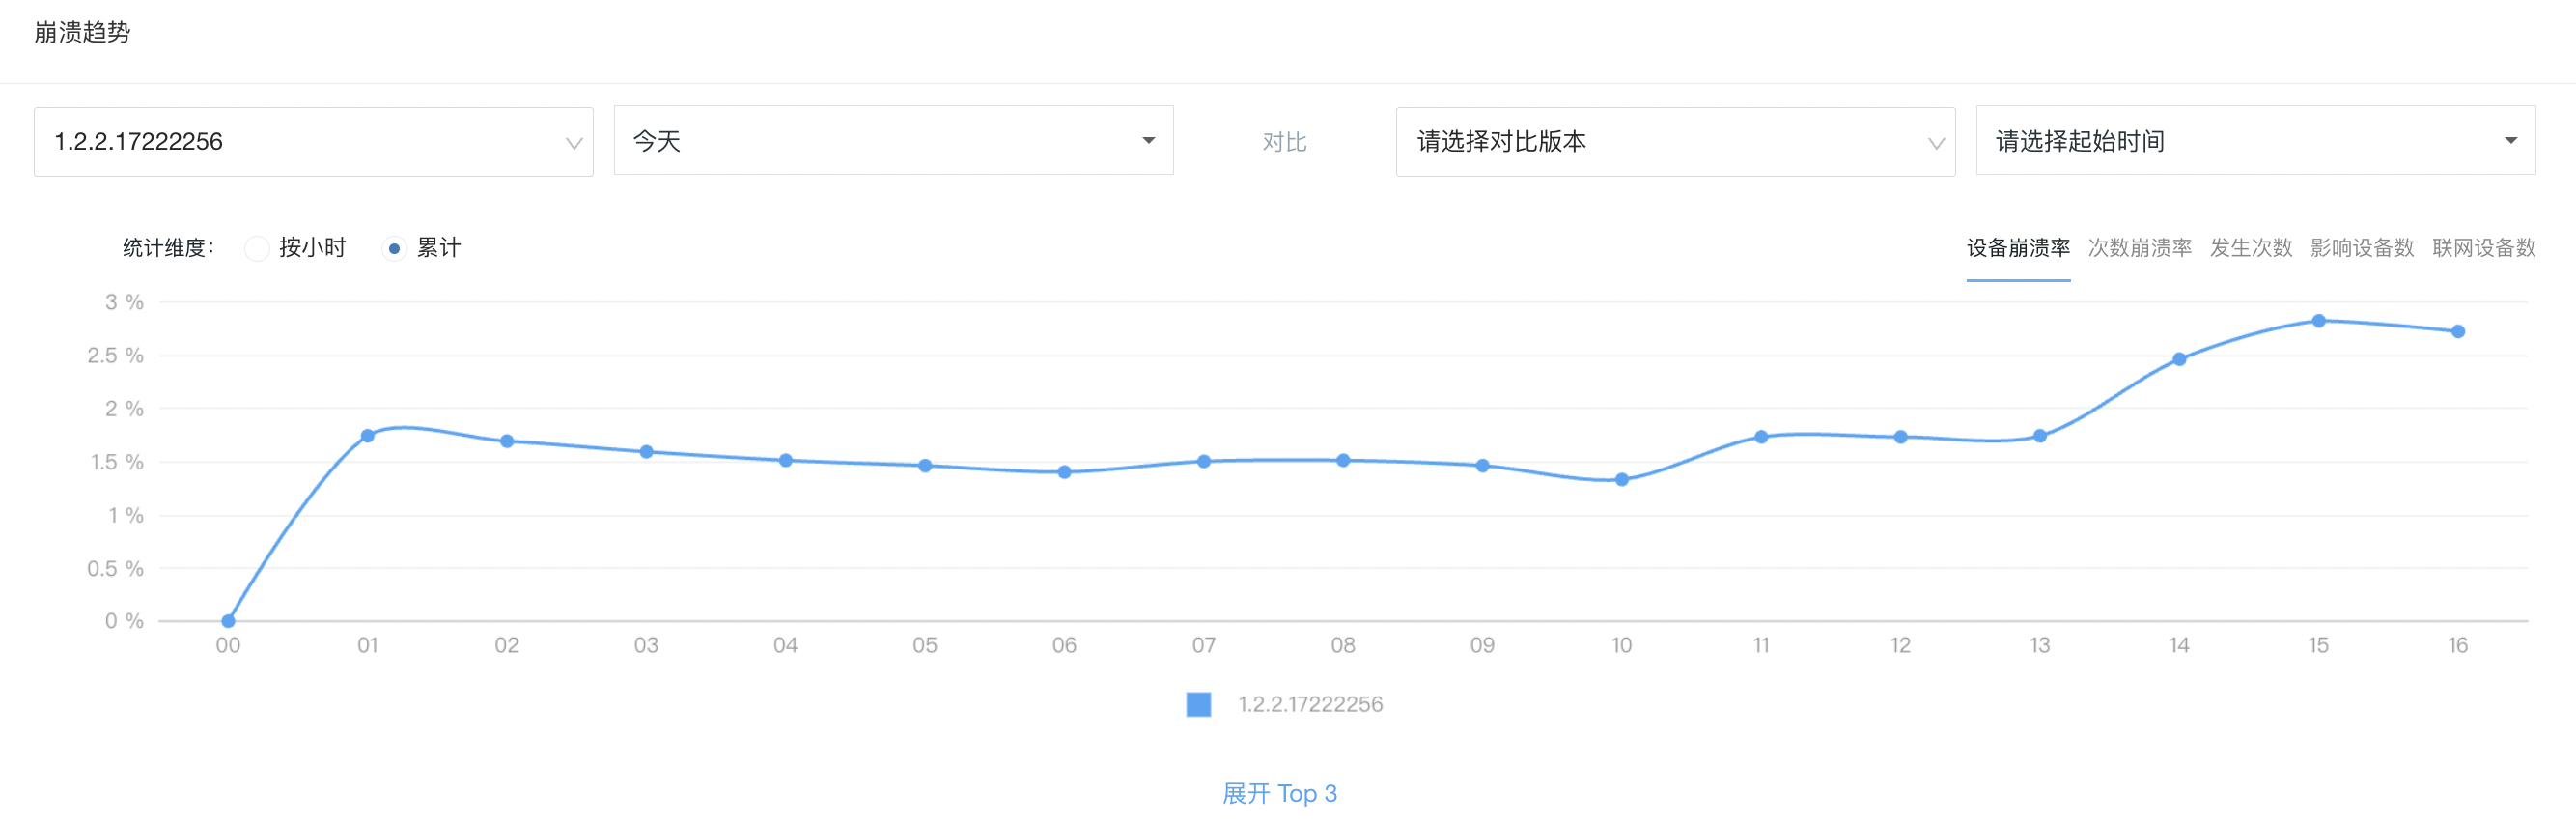 崩溃趋势
1.2.2.17222256 今天 对比 请选择对比版本 请选择起始时间
统计维度: 按小时 累计 设备崩溃率 次数崩溃率 发生次数 影响设备数 联网设备数
3 %
2.5 %
2 %
1.5 %
1 %
0.5 %
0 %
00 01 02 03 04 05 06 07 08 09 10 11 12 13 14 15 16
1.2.2.17222256
展开 Top 3